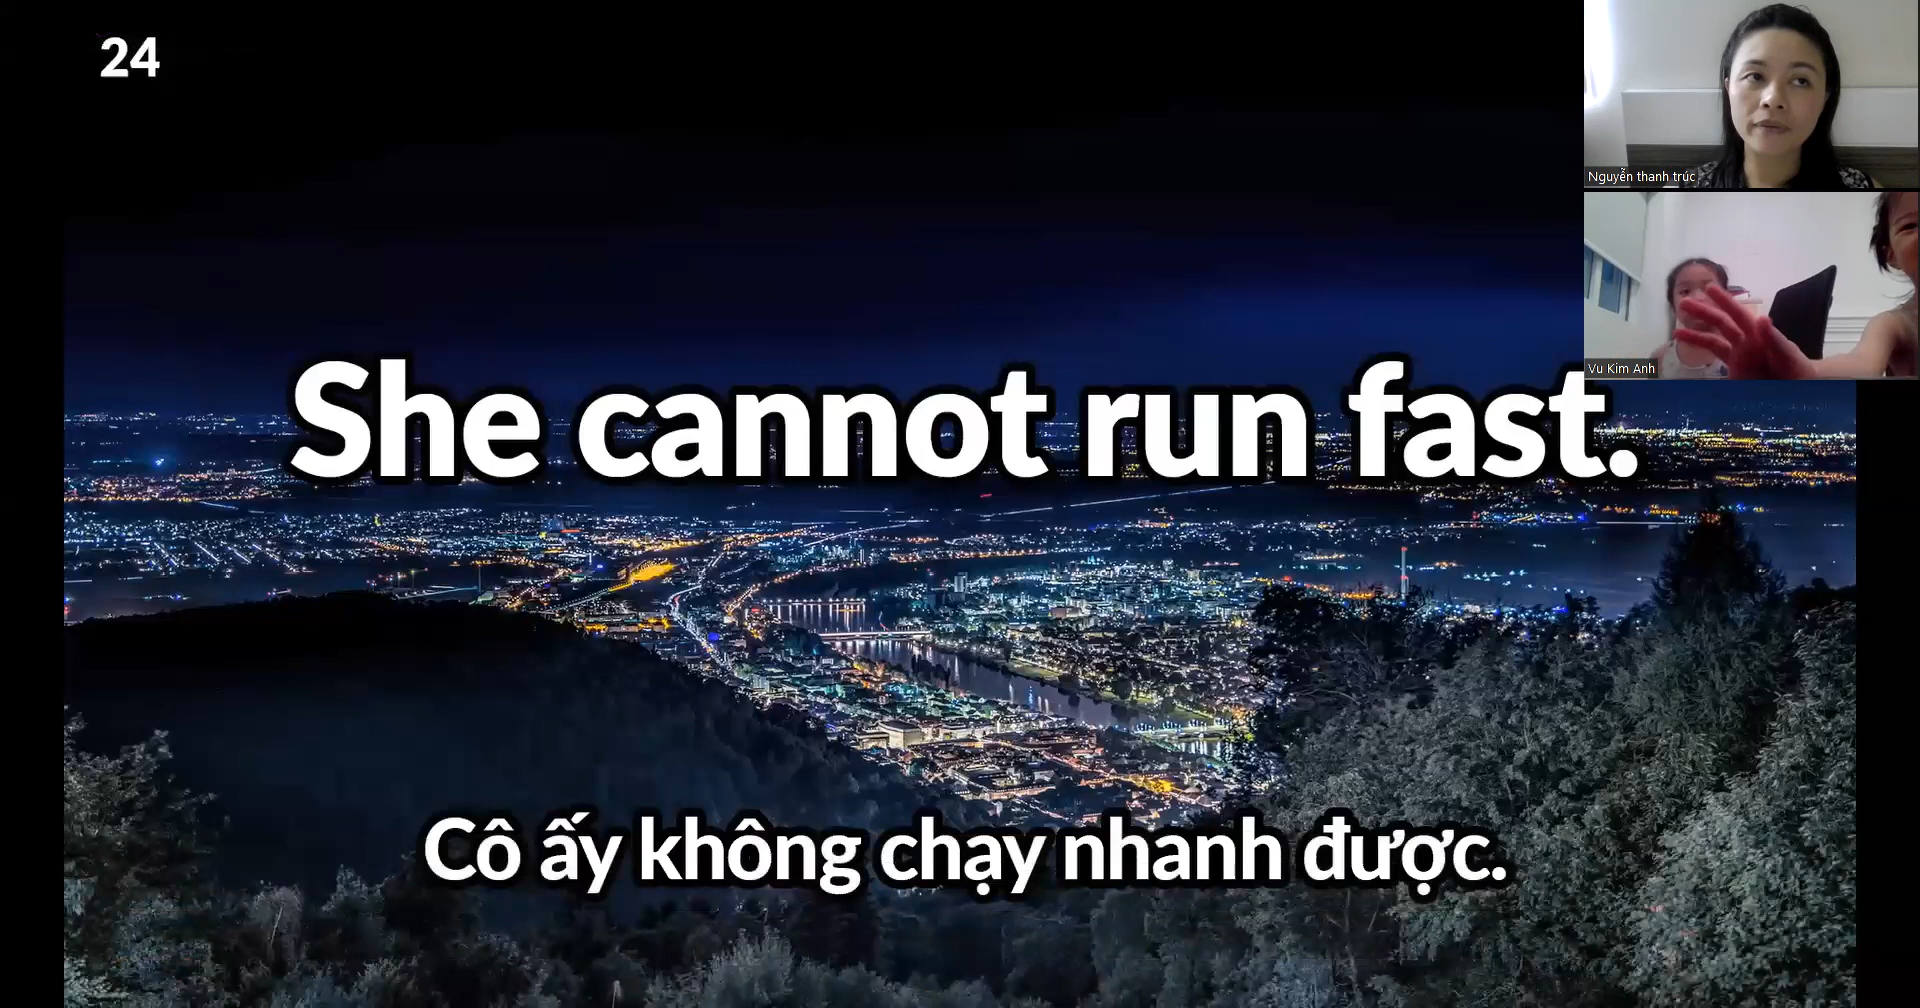 24
Nguyễn thanh trúc
Vu Kim Anh
She cannot run fast.
Cô ấy không chạy nhanh được.